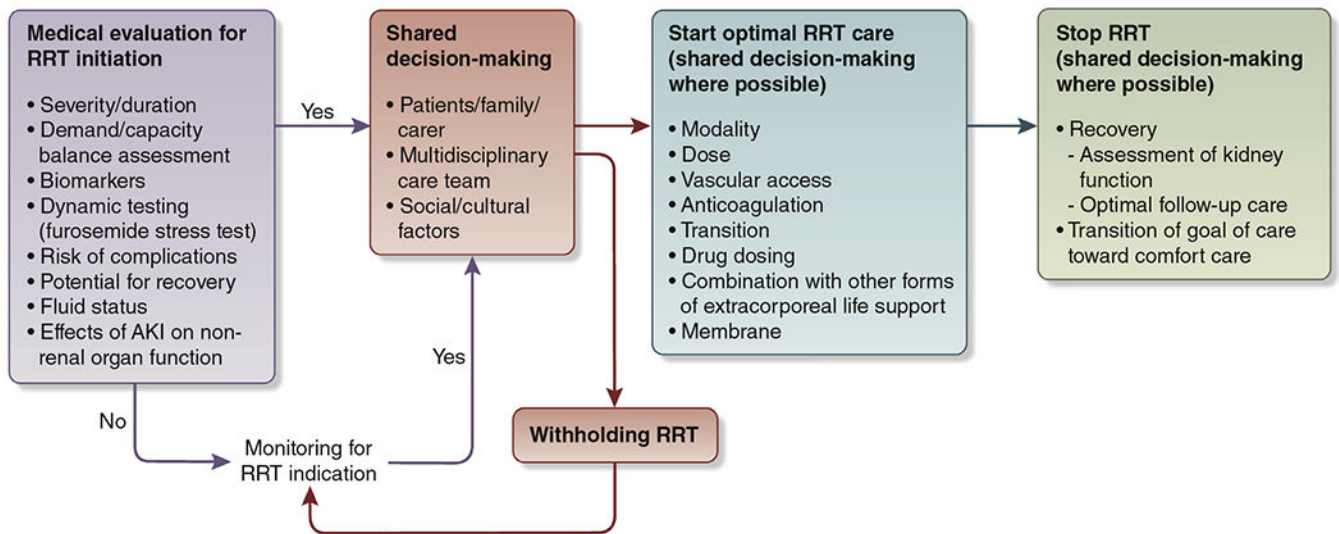 Medical evaluation for
RRT initiation
• Severity/duration
• Demand/capacity
balance assessment
• Biomarkers
• Dynamic testing
(furosemide stress test)
• Risk of complications
• Potential for recovery
• Fluid status
• Effects of AKI on non-
renal organ function
Yes
Shared
decision-making
• Patients/family/
carer
• Multidisciplinary
care team
• Social/cultural
factors
Start optimal RRT care
(shared decision-making
where possible)
• Modality
• Dose
• Vascular access
• Anticoagulation
• Transition
• Drug dosing
• Combination with other forms
of extracorporeal life support
• Membrane
Stop RRT
(shared decision-making
where possible)
• Recovery
- Assessment of kidney
function
- Optimal follow-up care
• Transition of goal of care
toward comfort care
No
Monitoring for
RRT indication
Yes
Withholding RRT